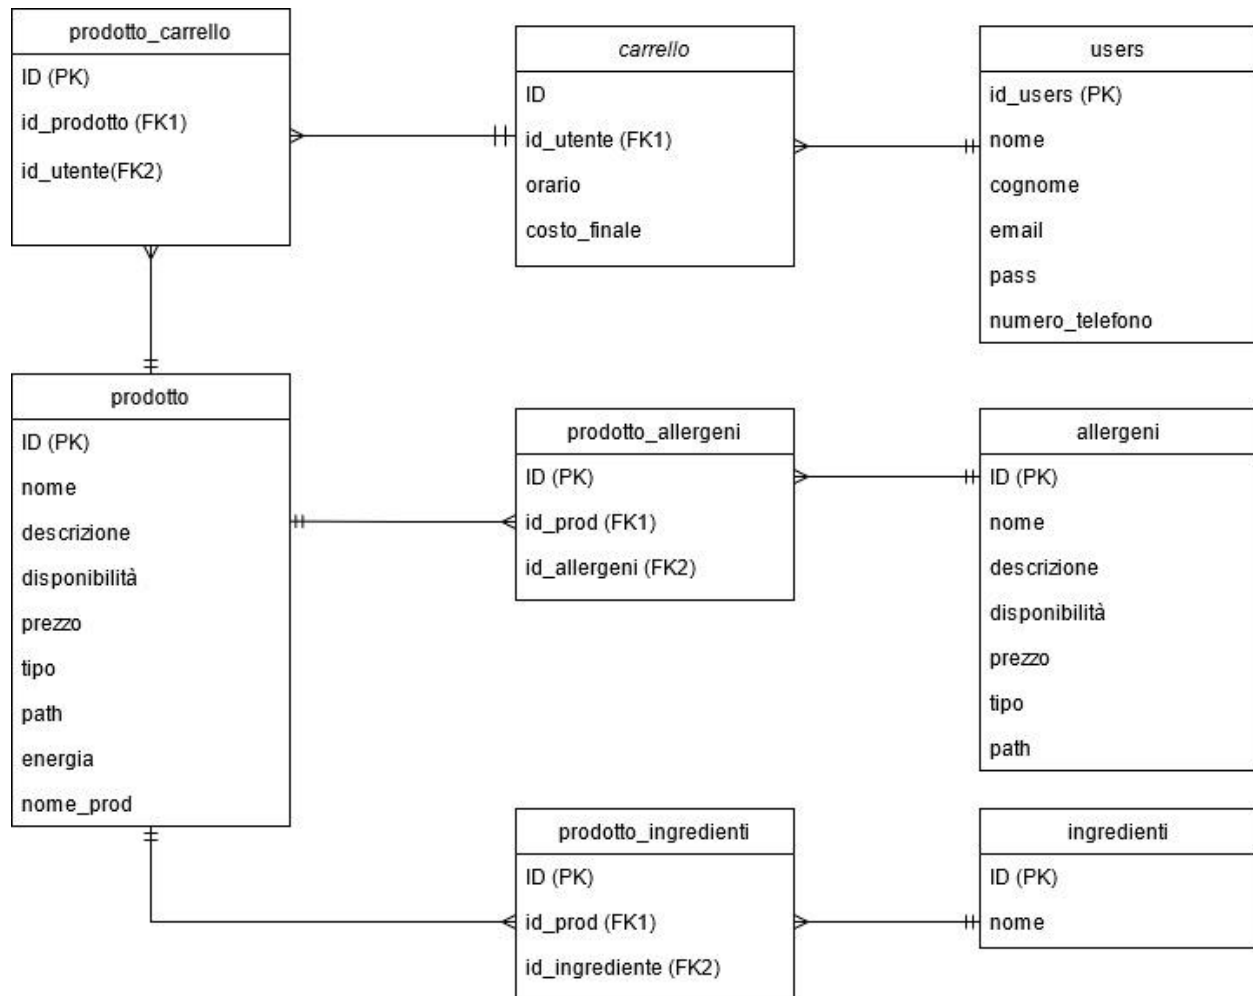 prodotto_carrello
ID (PK)
id_prodotto (FK1)
id_utente(FK2)
carrello
ID
id_utente (FK1)
orario
costo_finale
users
id_users (PK)
nome
cognome
email
pass
numero_telefono
prodotto
ID (PK)
nome
descrizione
disponibilità
prezzo
tipo
path
energia
nome_prod
prodotto_allergeni
ID (PK)
id_prod (FK1)
id_allergeni (FK2)
allergeni
ID (PK)
nome
descrizione
disponibilità
prezzo
tipo
path
prodotto_ingredienti
ID (PK)
id_prod (FK1)
id_ingrediente (FK2)
ingredienti
ID (PK)
nome